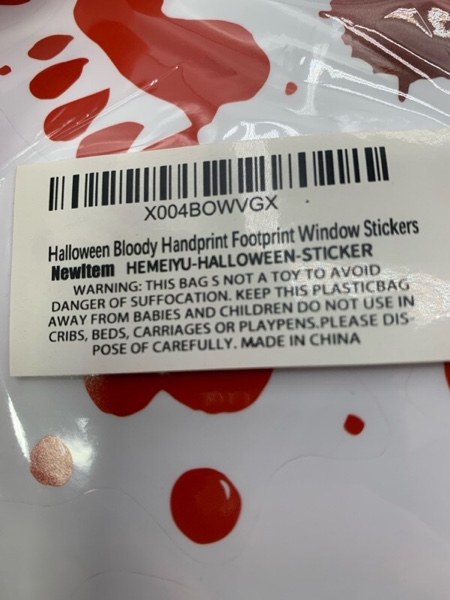 X004BOWVGX
Halloween Bloody Handprint Footprint Window Stickers
NewItem HEMEIYU-HALLOWEEN-STICKER
WARNING: THIS BAG S NOT A TOY TO AVOID
DANGER OF SUFFOCATION. KEEP THIS PLASTICBAG
AWAY FROM BABIES AND CHILDREN DO NOT USE IN
CRIBS, BEDS, CARRIAGES OR PLAYPENS.PLEASE DIS-
POSE OF CAREFULLY. MADE IN CHINA